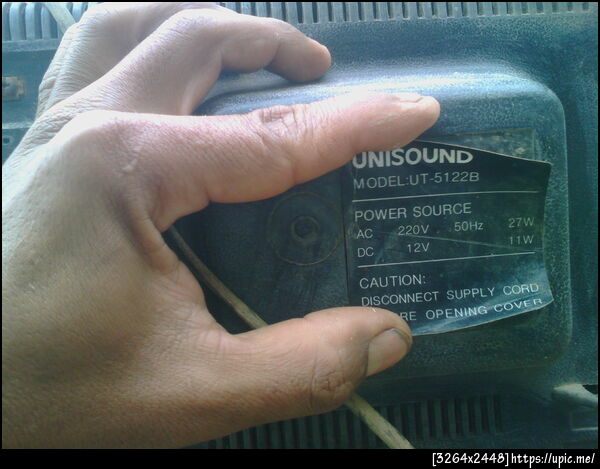 UNISOUND
MODEL:UT-5122B
POWER SOURCE
AC 220V 50Hz 27W
DC 12V 11W
CAUTION:
DISCONNECT SUPPLY CORD
OPENING COVER
[3264x2448]https://upic.me/